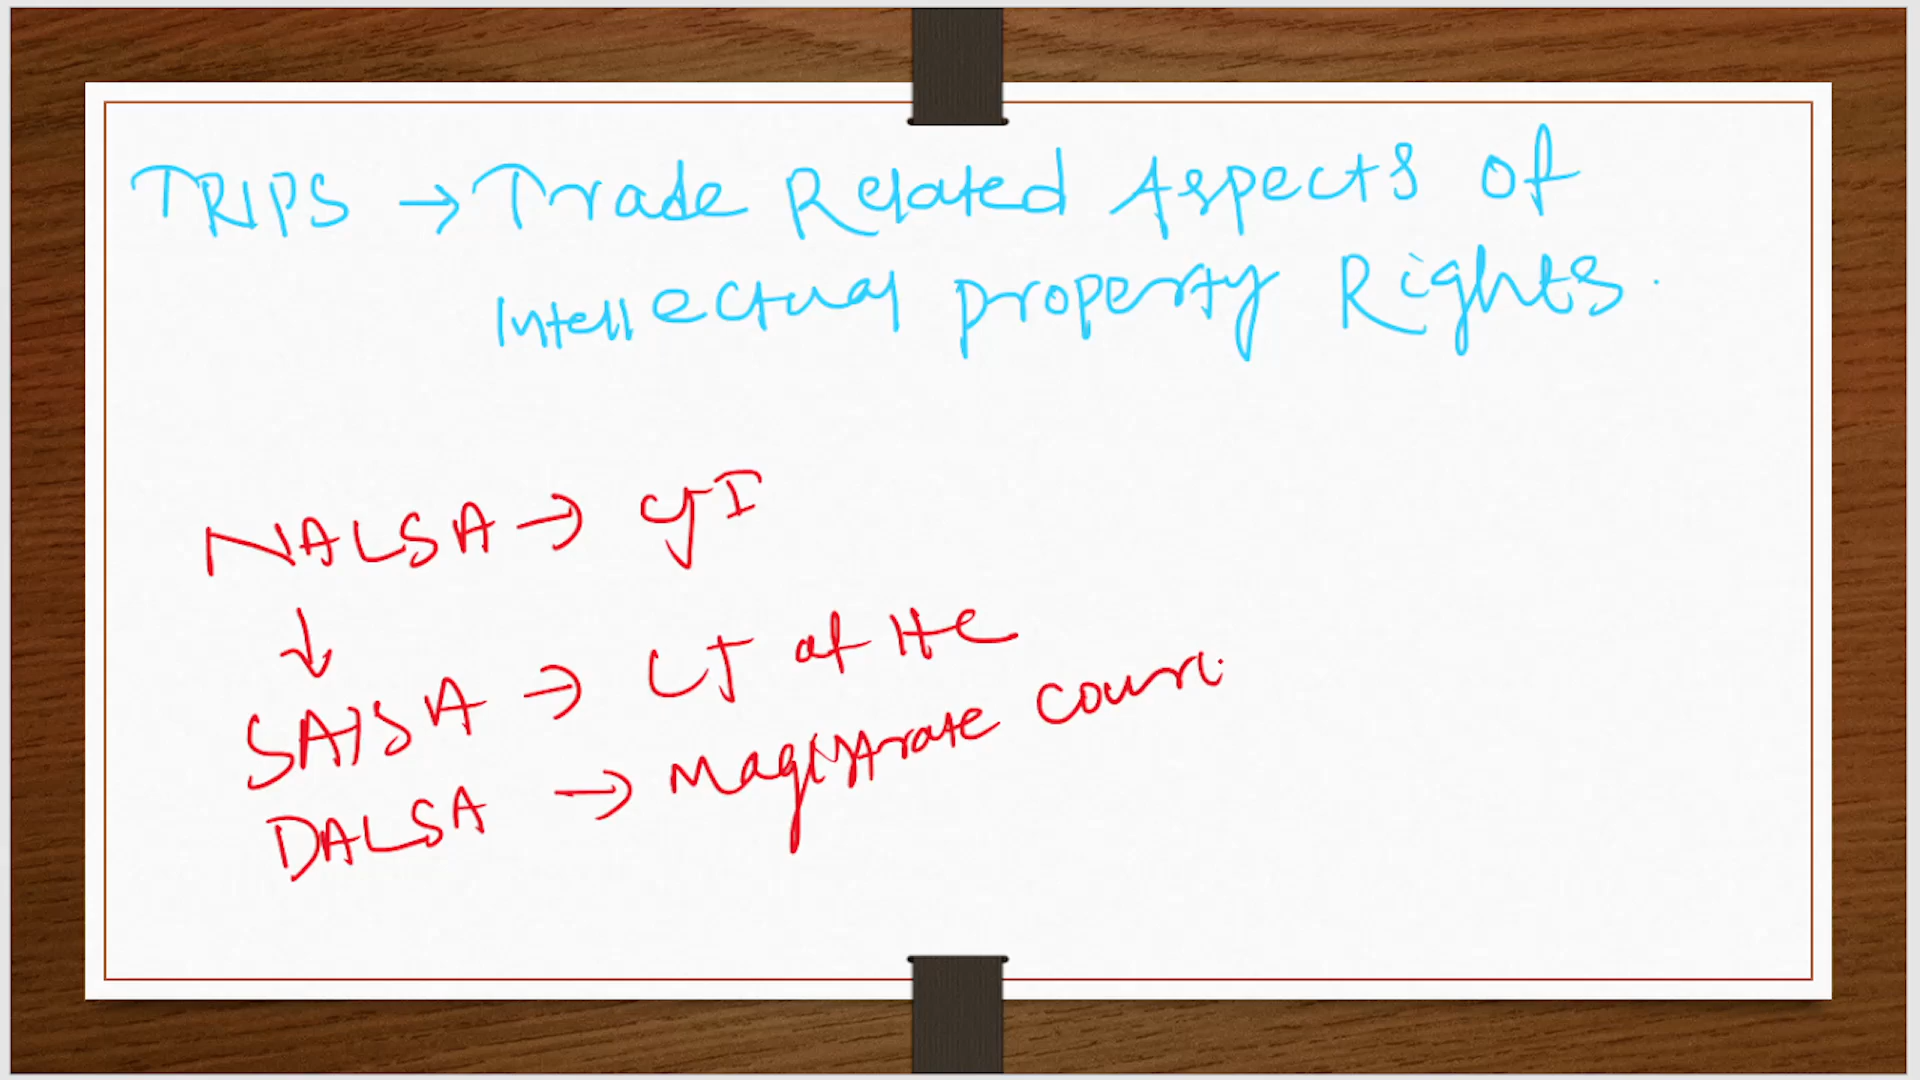 TRIPS → Trade Related Aspects of
Intellectual property Rights.
NALSA → CJI
↓
SALSA → CJ of HC
DALSA → Magistrate Court